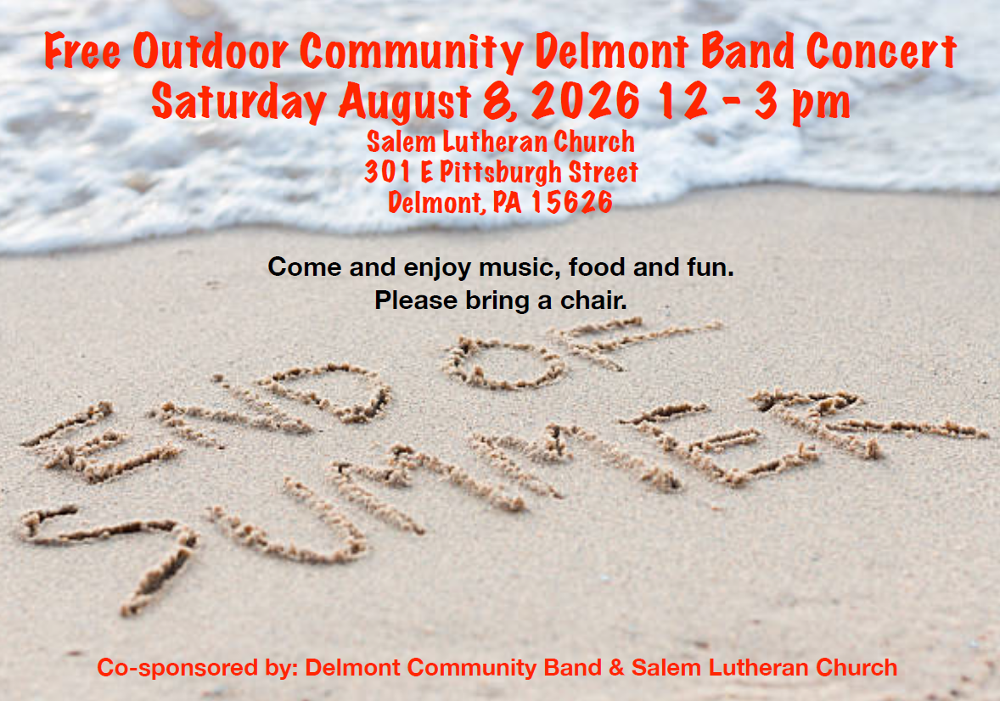 Free Outdoor Community Delmont Band Concert
Saturday August 8, 2026 12 - 3 pm
Salem Lutheran Church
301 E Pittsburgh Street
Delmont, PA 15626
Come and enjoy music, food and fun.
Please bring a chair.
END OF
SUMMER
Co-sponsored by: Delmont Community Band & Salem Lutheran Church